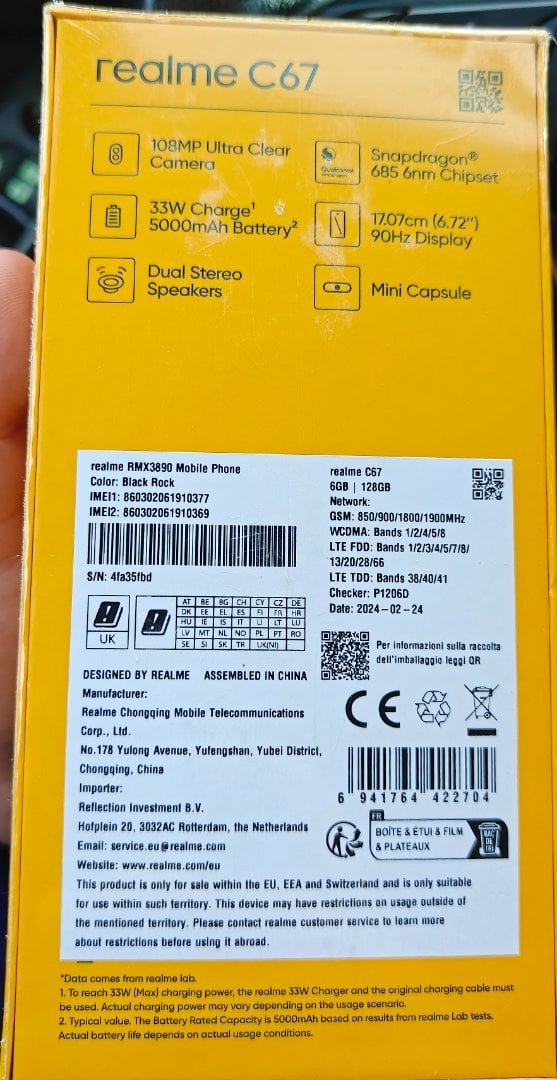 realme C67
108MP Ultra Clear
Camera
Qualcomm
Snapdragon®
685 6nm Chipset
33W Charge¹
5000mAh Battery²
17.07cm (6.72″)
90Hz Display
Dual Stereo
Speakers
Mini Capsule
realme RMX3890 Mobile Phone
Color: Black Rock
IMEI1: 860302061910377
IMEI2: 860302061910369
S/N: 4fa35fbd
UK
AT BE BG CH CY CZ DE
DK EE EL ES FI FR HR
HU IE IS IT LI LT LU
LV MT NL NO PL PT RO
SE SI SK TR UK(NI)
realme C67
6GB | 128GB
Network:
GSM: 850/900/1800/1900MHz
WCDMA: Bands 1/2/4/5/8
LTE FDD: Bands 1/2/3/4/5/7/8/
13/20/28/66
LTE TDD: Bands 38/40/41
Checker: P1206D
Date: 2024-02-24
Per informazioni sulla raccolta
dell'imballaggio leggi QR
DESIGNED BY REALME ASSEMBLED IN CHINA
Manufacturer:
Realme Chongqing Mobile Telecommunications
Corp., Ltd.
No.178 Yulong Avenue, Yufengshan, Yubei District,
Chongqing, China
Importer:
Reflection Investment B.V.
Hofplein 20, 3032AC Rotterdam, the Netherlands
Email: service.eu@realme.com
Website: www.realme.com/eu
CE
6 941764 422704
FR
BOÎTE & ÉTUI & FILM
& PLATEAUX
BAC
DE
TRI
This product is only for sale within the EU, EEA and Switzerland and is only suitable
for use within such territory. This device may have restrictions on usage outside of
the mentioned territory. Please contact realme customer service to learn more
about restrictions before using it abroad.
*Data comes from realme lab.
1. To reach 33W (Max) charging power, the realme 33W Charger and the original charging cable must
be used. Actual charging power may vary depending on the usage scenario.
2. Typical value. The Battery Rated Capacity is 5000mAh based on results from realme Lab tests.
Actual battery life depends on actual usage conditions.